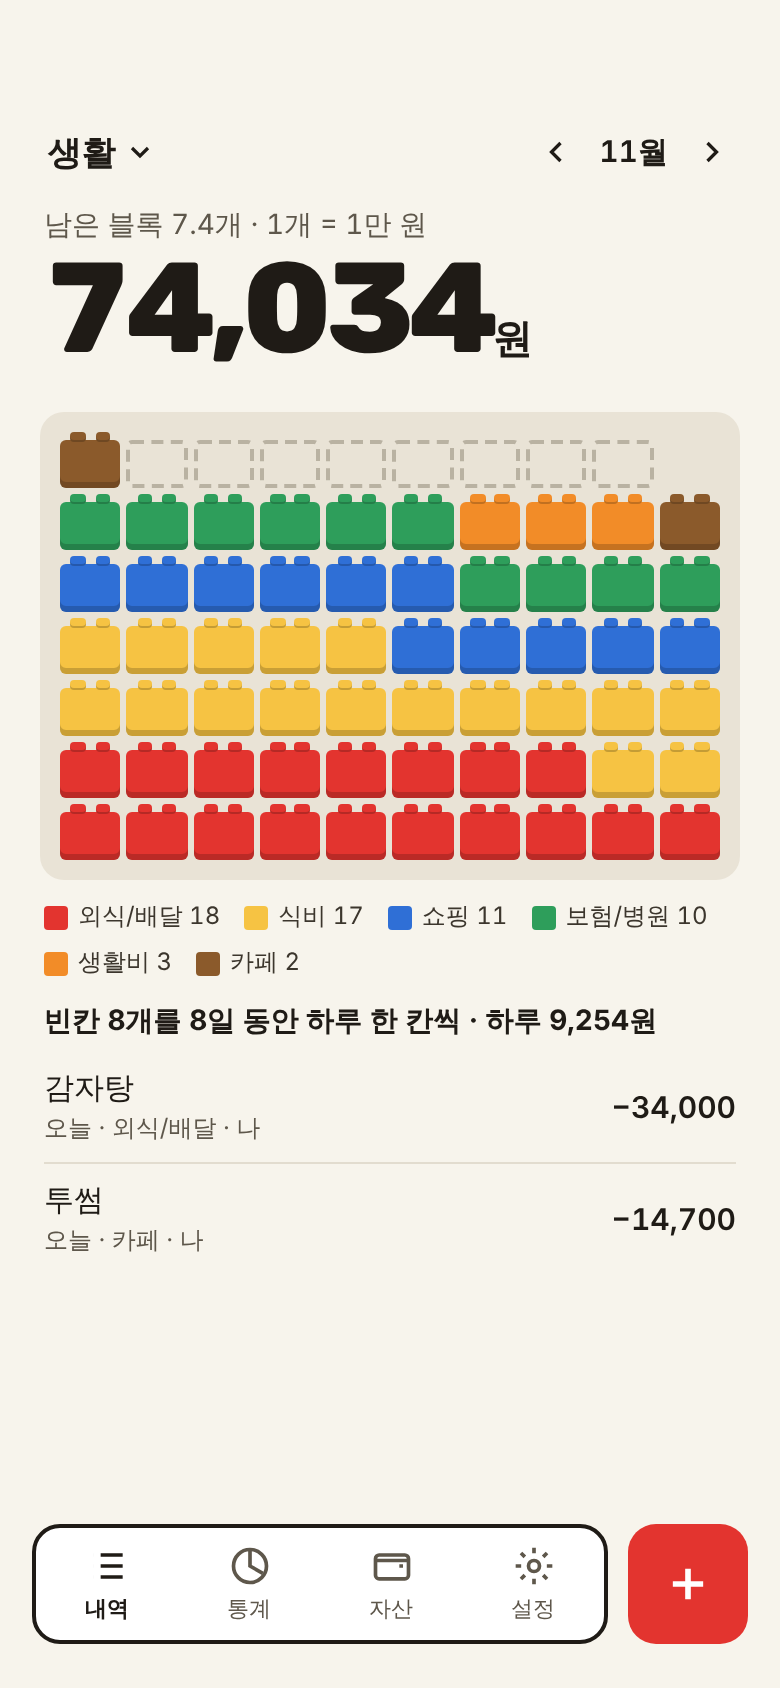 생활
11월
남은 블록 7.4개 · 1개 = 1만 원
74,034원
외식/배달 18 식비 17 쇼핑 11 보험/병원 10
생활비 3 카페 2
빈칸 8개를 8일 동안 하루 한 칸씩 · 하루 9,254원
감자탕
−34,000
오늘 · 외식/배달 · 나
투썸
−14,700
오늘 · 카페 · 나
내역 통계 자산 설정